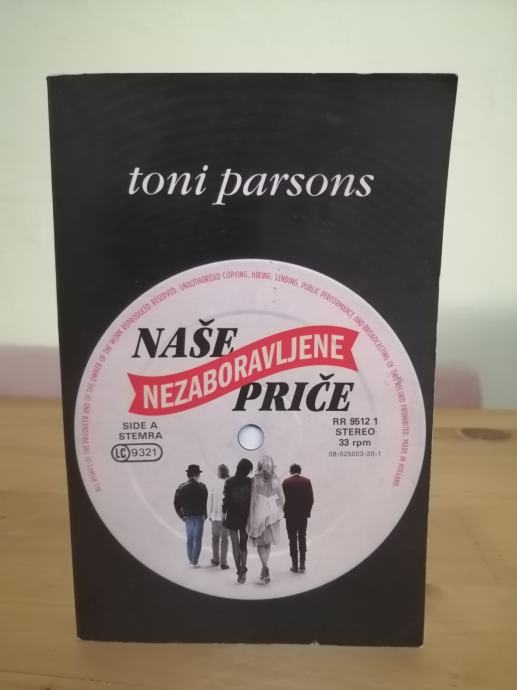 toni parsons
ALL RIGHTS OF THE PRODUCER AND OF THE OWNER OF THE WORK REPRODUCED RESERVED. UNAUTHORISED COPYING, HIRING, LENDING, PUBLIC PERFORMANCE AND BROADCASTING OF THE RECORD PROHIBITED. MADE IN HOLLAND
NAŠE
NEZABORAVLJENE
PRIČE
SIDE A
STEMRA
LC 9321
RR 9512 1
STEREO
33 rpm
08-025003-20-1